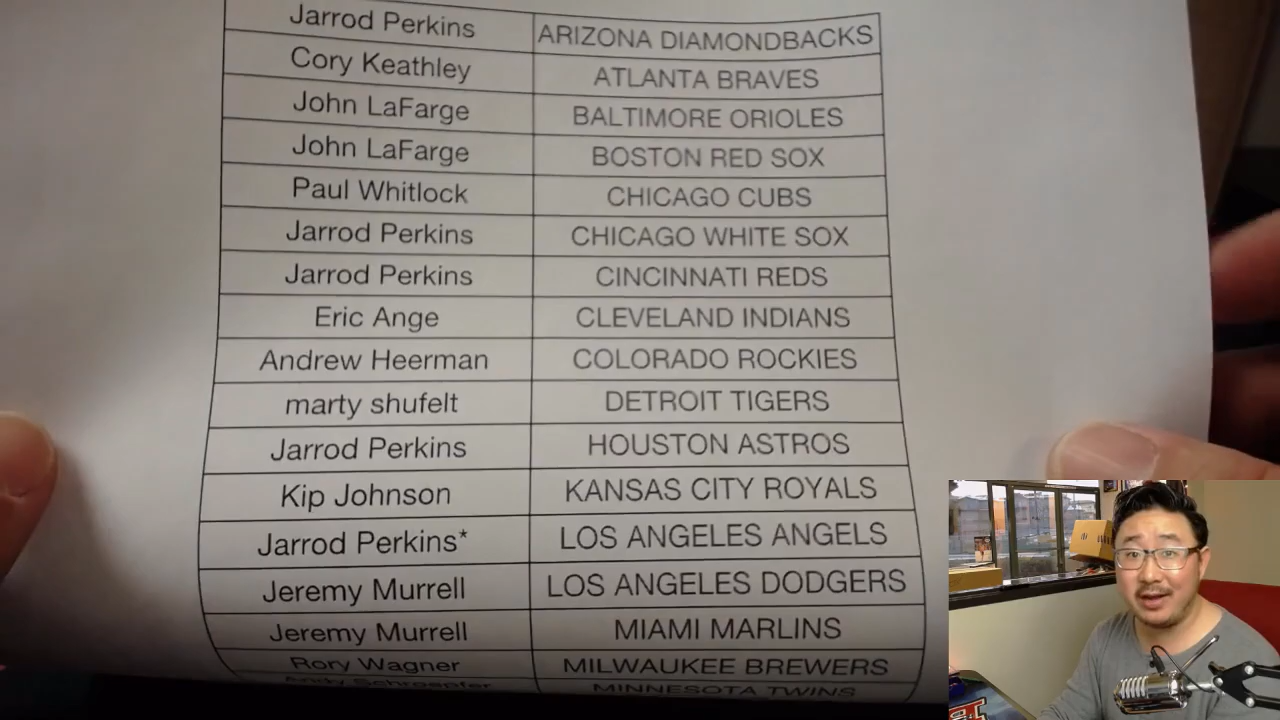 Jarrod Perkins ARIZONA DIAMONDBACKS
Cory Keathley ATLANTA BRAVES
John LaFarge BALTIMORE ORIOLES
John LaFarge BOSTON RED SOX
Paul Whitlock CHICAGO CUBS
Jarrod Perkins CHICAGO WHITE SOX
Jarrod Perkins CINCINNATI REDS
Eric Ange CLEVELAND INDIANS
Andrew Heerman COLORADO ROCKIES
marty shufelt DETROIT TIGERS
Jarrod Perkins HOUSTON ASTROS
Kip Johnson KANSAS CITY ROYALS
Jarrod Perkins* LOS ANGELES ANGELS
Jeremy Murrell LOS ANGELES DODGERS
Jeremy Murrell MIAMI MARLINS
Rory Wagner MILWAUKEE BREWERS
Andy Schroepfer MINNESOTA TWINS